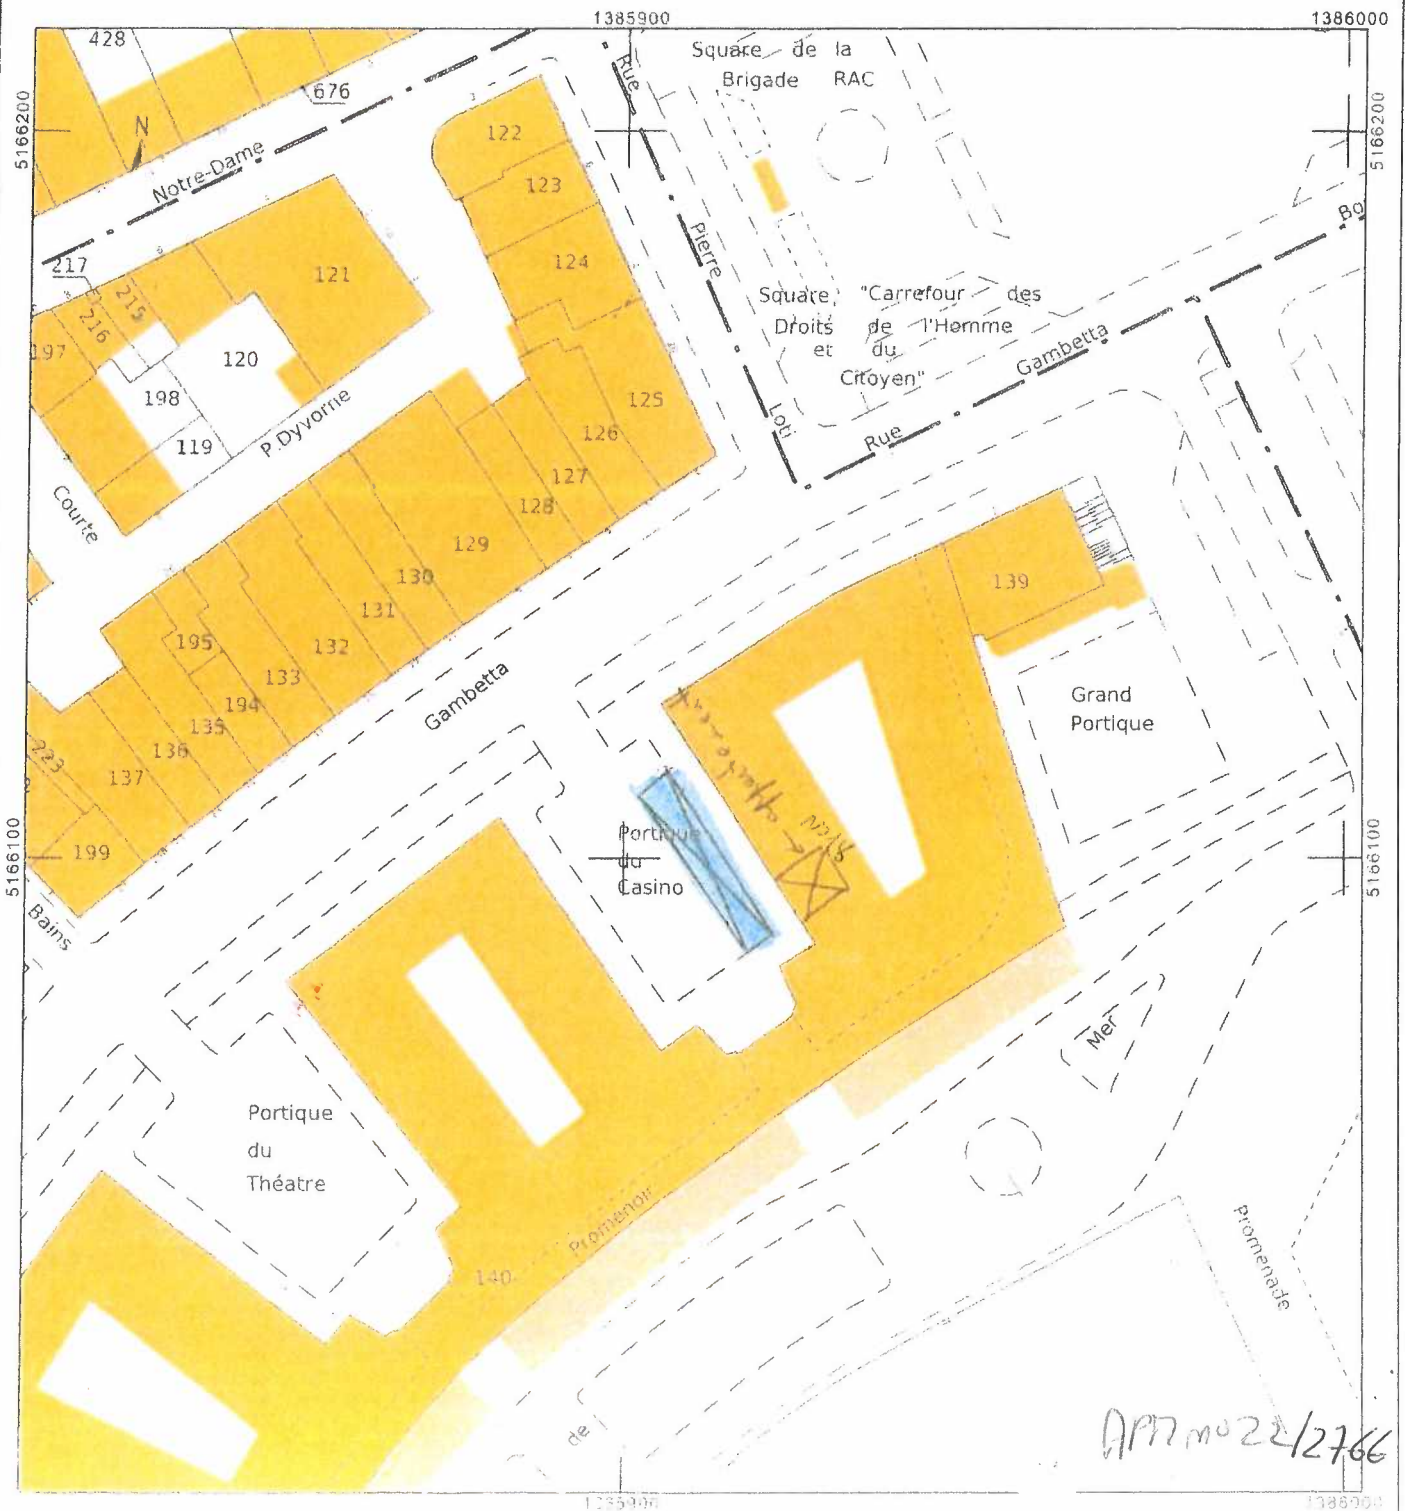 1385900
1386000
428
Rue
Square de la
Brigade RAC
676
5166200
5166200
N
122
Notre-Dame
123
Bo
Pierre
217
121
124
215
216
Square "Carrefour des
Droits de l'Homme
et du
Citoyen"
197
120
Gambetta
198
125
P.Dyvorne
Loti
119
126
Rue
127
Courte
128
129
130
139
131
195
132
133
Gambetta
194
135
Grand
Portique
136
223
137
appartement
Portique
du
Casino
199
5166100
5166100
Bains
Mer
Portique
du
Théatre
Promenoir
Promenade
140
de
AP17 n° 22/2766
1385900
1386000